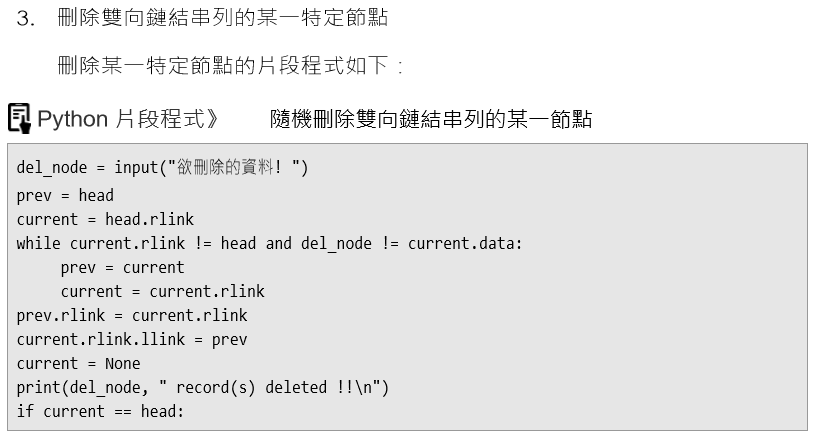 3. 刪除雙向鏈結串列的某一特定節點
刪除某一特定節點的片段程式如下：
Python 片段程式》 隨機刪除雙向鏈結串列的某一節點
del_node = input("欲刪除的資料! ")
prev = head
current = head.rlink
while current.rlink != head and del_node != current.data:
     prev = current
     current = current.rlink
prev.rlink = current.rlink
current.rlink.llink = prev
current = None
print(del_node, " record(s) deleted !!\n")
if current == head: